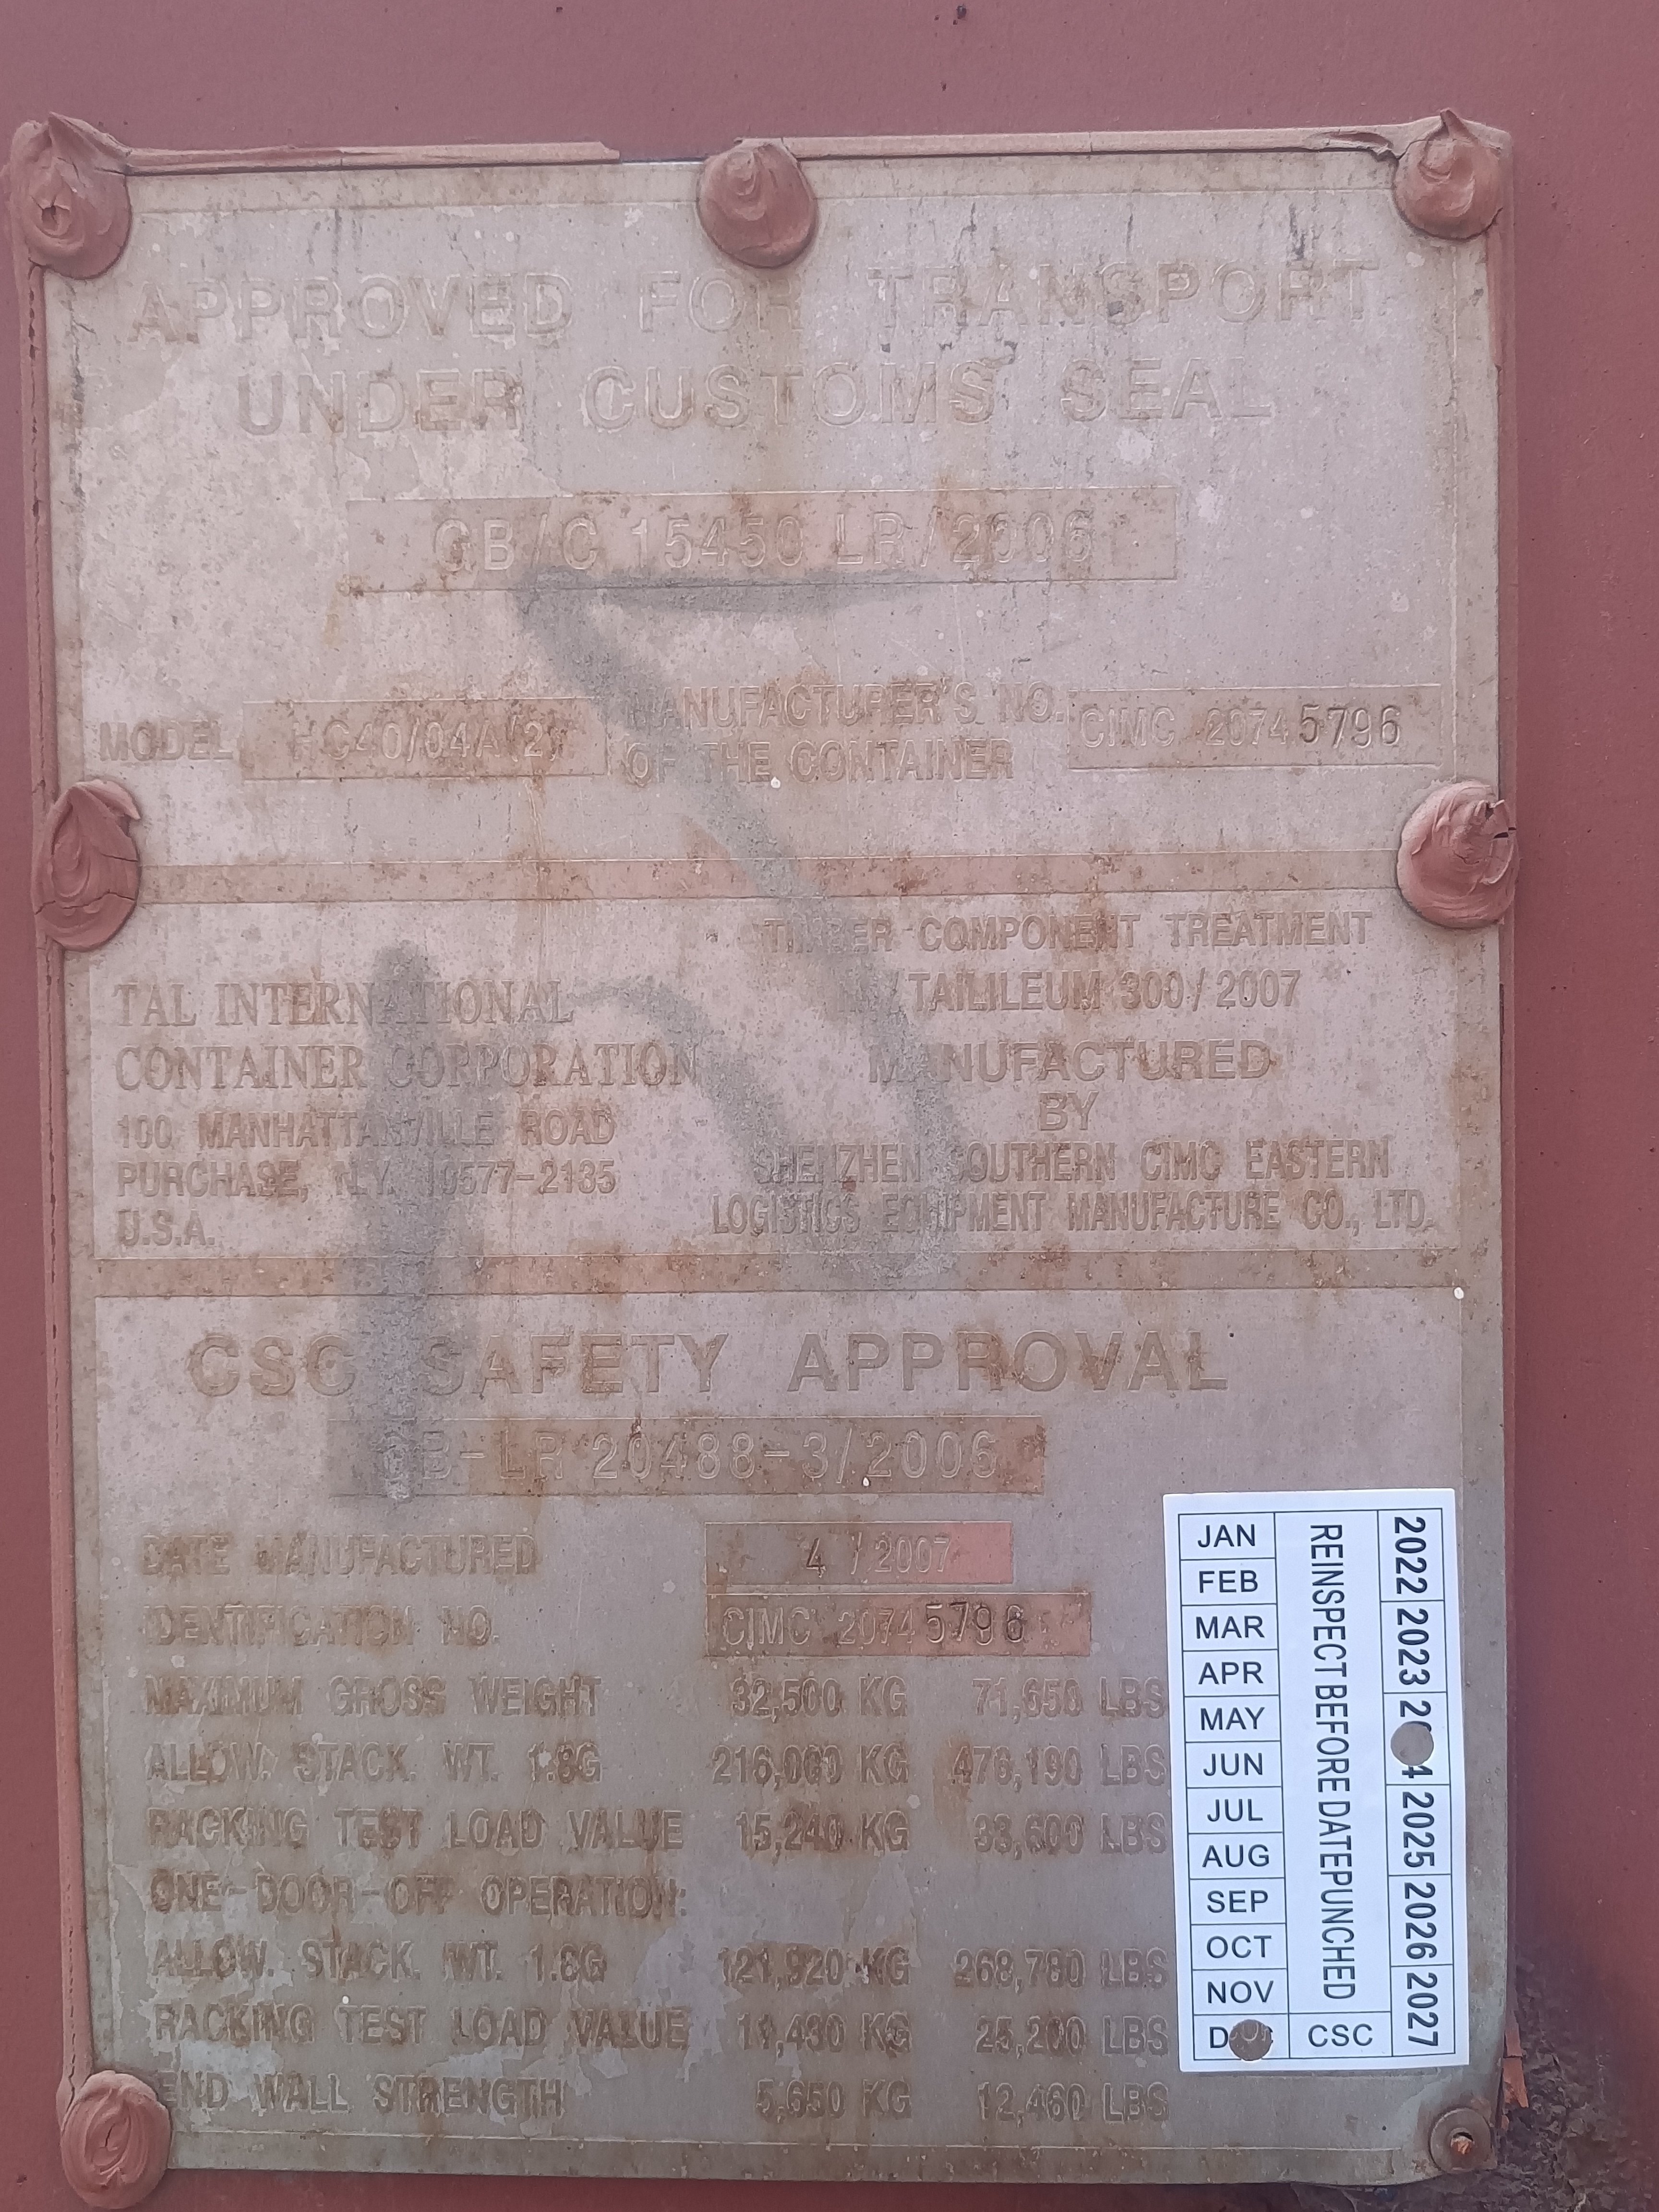 APPROVED FOR TRANSPORT
UNDER CUSTOMS SEAL
GB/C 15450 LR/2006
MODEL HC40/04A(2) MANUFACTURER'S NO. OF THE CONTAINER CIMC 20745796
TAL INTERNATIONAL
CONTAINER CORPORATION
100 MANHATTANVILLE ROAD
PURCHASE, N.Y. 10577-2135
U.S.A.
TIMBER COMPONENT TREATMENT
/TAILILEUM 300/2007
MANUFACTURED
BY
SHENZHEN SOUTHERN CIMC EASTERN
LOGISTICS EQUIPMENT MANUFACTURE CO., LTD.
CSC SAFETY APPROVAL
GB-LR 20488-3/2006
DATE MANUFACTURED 4 / 2007
IDENTIFICATION NO. CIMC 20745796
MAXIMUM GROSS WEIGHT 32,500 KG 71,650 LBS
ALLOW. STACK. WT. 1.8G 216,000 KG 476,190 LBS
RACKING TEST LOAD VALUE 15,240 KG 33,600 LBS
ONE-DOOR-OFF OPERATION:
ALLOW. STACK. WT. 1.8G 121,920 KG 268,780 LBS
RACKING TEST LOAD VALUE 11,430 KG 25,200 LBS
END WALL STRENGTH 5,650 KG 12,460 LBS
JAN
FEB
MAR
APR
MAY
JUN
JUL
AUG
SEP
OCT
NOV
DEC
REINSPECT BEFORE DATE PUNCHED
CSC
2022 2023 2024 2025 2026 2027